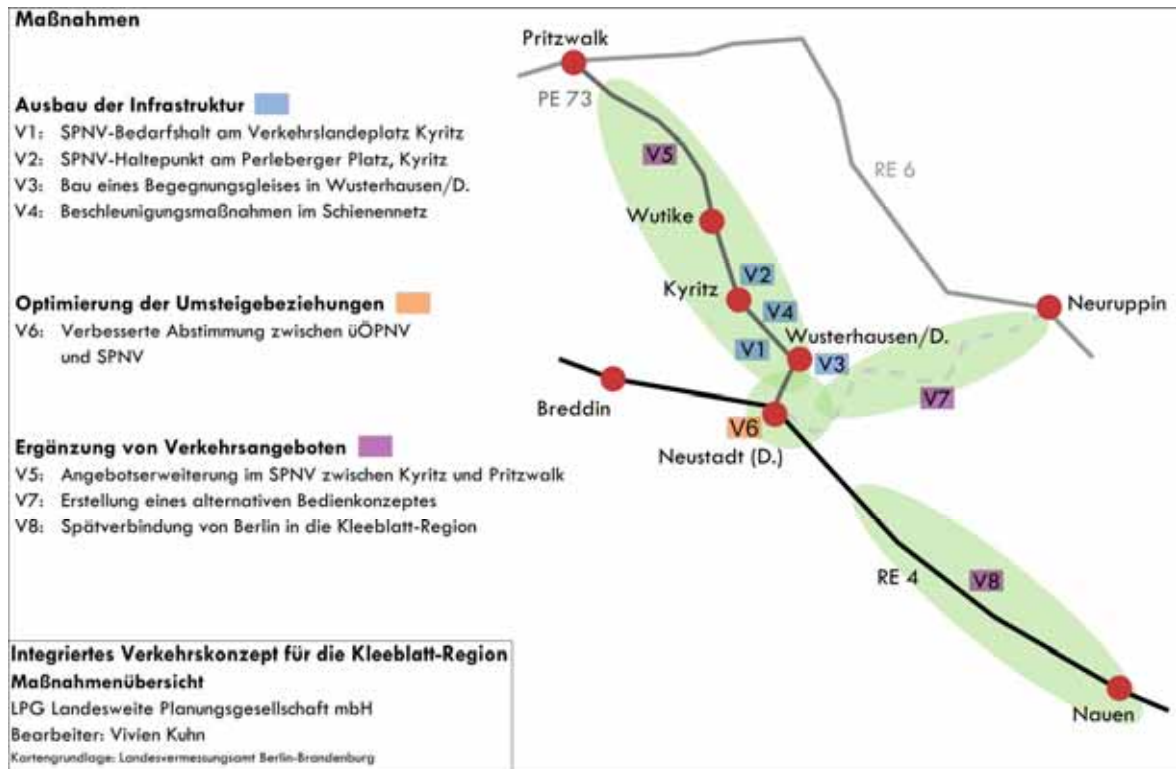 Maßnahmen
Ausbau der Infrastruktur
V1: SPNV-Bedarfshalt am Verkehrslandeplatz Kyritz
V2: SPNV-Haltepunkt am Perleberger Platz, Kyritz
V3: Bau eines Begegnungsgleises in Wusterhausen/D.
V4: Beschleunigungsmaßnahmen im Schienennetz
Optimierung der Umsteigebeziehungen
V6: Verbesserte Abstimmung zwischen üÖPNV
und SPNV
Ergänzung von Verkehrsangeboten
V5: Angebotserweiterung im SPNV zwischen Kyritz und Pritzwalk
V7: Erstellung eines alternativen Bedienkonzeptes
V8: Spätverbindung von Berlin in die Kleeblatt-Region
Integriertes Verkehrskonzept für die Kleeblatt-Region
Maßnahmenübersicht
LPG Landesweite Planungsgesellschaft mbH
Bearbeiter: Vivien Kuhn
Kartengrundlage: Landesvermessungsamt Berlin-Brandenburg
Pritzwalk
PE 73
V5
RE 6
Wutike
V2
Kyritz
V4
Neuruppin
Wusterhausen/D.
V1
V3
Breddin
V7
V6
Neustadt (D.)
RE 4
V8
Nauen